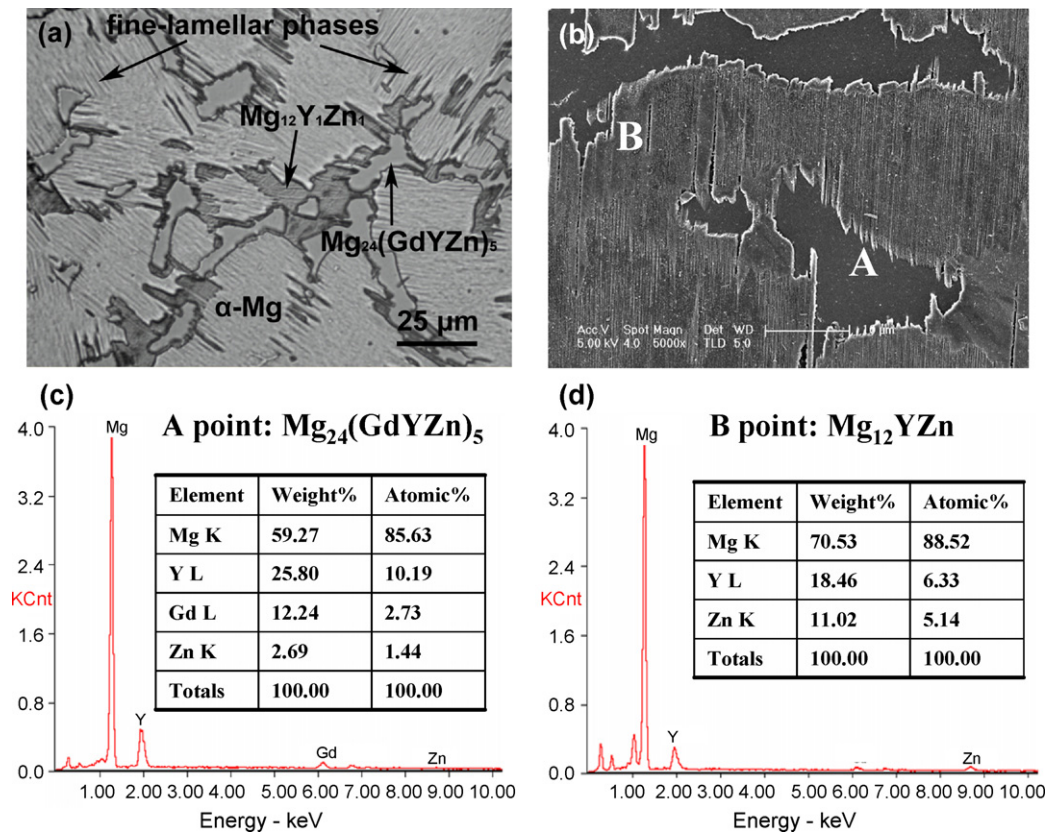 (a)
fine-lamellar phases
Mg₁₂Y₁Zn₁
Mg₂₄(GdYZn)₅
α-Mg
25 μm
(b)
B
A
Acc.V Spot Magn Det WD
5.00 kV 4.0 5000x TLD 5.0 μm
(c)
A point: Mg₂₄(GdYZn)₅
4.0
3.2
2.4
KCnt
1.6
0.8
0.0
Mg
Y
Gd
Zn
Element Weight% Atomic%
Mg K 59.27 85.63
Y L 25.80 10.19
Gd L 12.24 2.73
Zn K 2.69 1.44
Totals 100.00 100.00
1.00 2.00 3.00 4.00 5.00 6.00 7.00 8.00 9.00 10.00
Energy - keV
(d)
B point: Mg₁₂YZn
4.0
3.2
2.4
KCnt
1.6
0.8
0.0
Mg
Y
Zn
Element Weight% Atomic%
Mg K 70.53 88.52
Y L 18.46 6.33
Zn K 11.02 5.14
Totals 100.00 100.00
1.00 2.00 3.00 4.00 5.00 6.00 7.00 8.00 9.00 10.00
Energy - keV